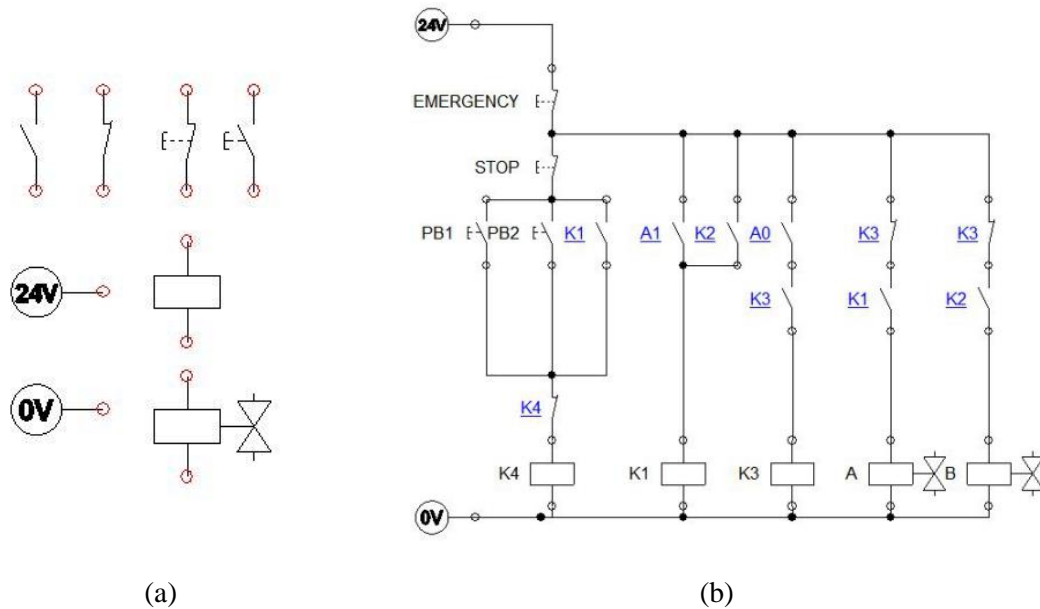 24V
EMERGENCY
STOP
PB1 PB2 K1 A1 K2 A0 K3 K3
24V
K3 K1 K2
0V
K4
K4 K1 K3 A B
0V
(a) (b)